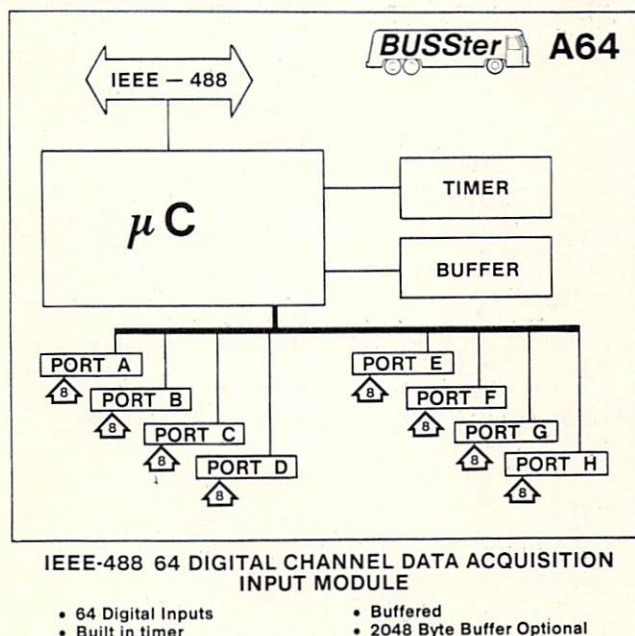 BUSSter A64
IEEE — 488
μC
TIMER
BUFFER
PORT A
8
PORT B
8
PORT C
8
PORT D
8
PORT E
8
PORT F
8
PORT G
8
PORT H
8
IEEE-488 64 DIGITAL CHANNEL DATA ACQUISITION
INPUT MODULE
• 64 Digital Inputs
• Built in timer
• Buffered
• 2048 Byte Buffer Optional